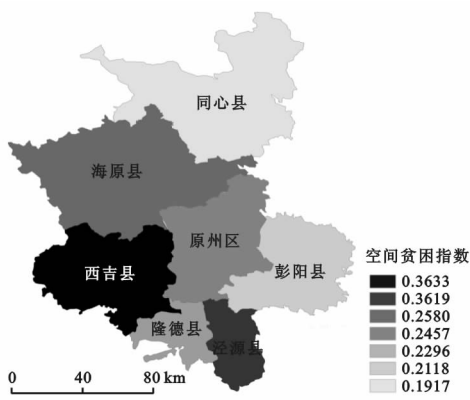 同心县
海原县
原州区
西吉县
彭阳县
隆德县
泾源县
空间贫困指数
0.3633
0.3619
0.2580
0.2457
0.2296
0.2118
0.1917
0 40 80 km